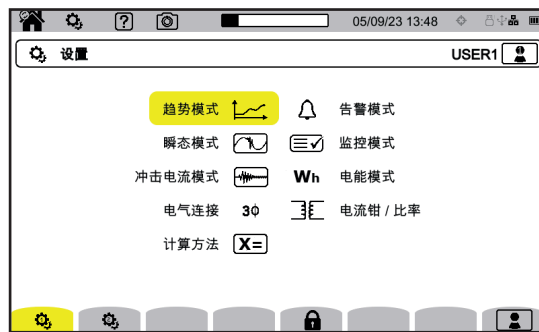 ? 05/09/23 13:48
设置 USER1
趋势模式 告警模式
瞬态模式 监控模式
冲击电流模式 Wh 电能模式
电气连接 3ϕ 电流钳 / 比率
计算方法 X=
1 2